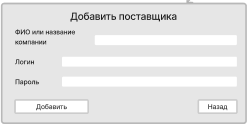 Добавить поставщика
ФИО или название
компании
Логин
Пароль
Добавить
Назад